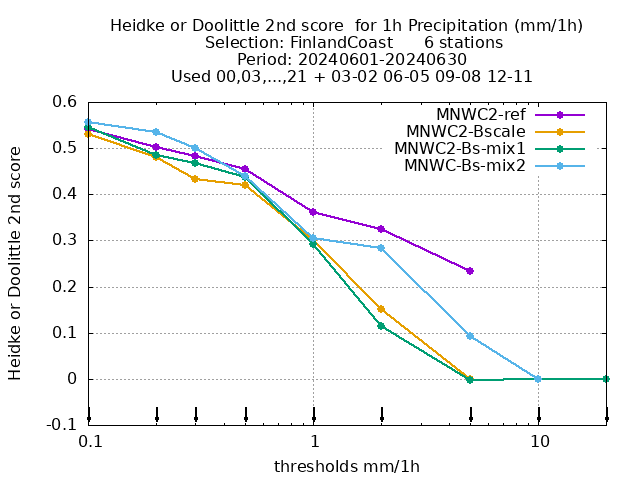 Heidke or Doolittle 2nd score  for 1h Precipitation (mm/1h)
Selection: FinlandCoast      6 stations
Period: 20240601-20240630
Used 00,03,...,21 + 03-02 06-05 09-08 12-11
MNWC2-ref
MNWC2-Bscale
MNWC2-Bs-mix1
MNWC-Bs-mix2
Heidke or Doolittle 2nd score
0.6
0.5
0.4
0.3
0.2
0.1
0
-0.1
0.1 1 10
thresholds mm/1h